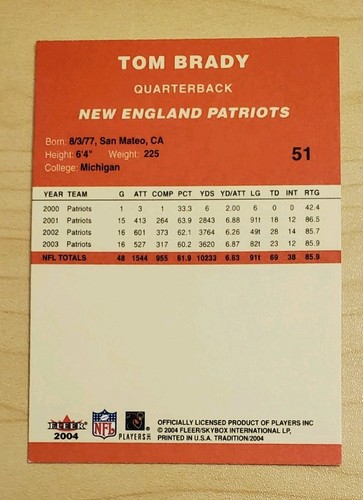 TOM BRADY
QUARTERBACK
NEW ENGLAND PATRIOTS
Born: 8/3/77, San Mateo, CA
Height: 6'4" Weight: 225
College: Michigan
51
YEAR TEAM G ATT COMP PCT YDS YD/ATT LG TD INT RTG
2000 Patriots 1 3 1 33.3 6 2.00 6 0 0 42.4
2001 Patriots 15 413 264 63.9 2843 6.88 91t 18 12 86.5
2002 Patriots 16 601 373 62.1 3764 6.26 49t 28 14 85.7
2003 Patriots 16 527 317 60.2 3620 6.87 82t 23 12 85.9
NFL TOTALS 48 1544 955 61.9 10233 6.63 91t 69 38 85.9
FLEER
2004
NFL
PLAYERS INC
OFFICIALLY LICENSED PRODUCT OF PLAYERS INC
© 2004 FLEER/SKYBOX INTERNATIONAL LP,
PRINTED IN U.S.A. TRADITION/2004